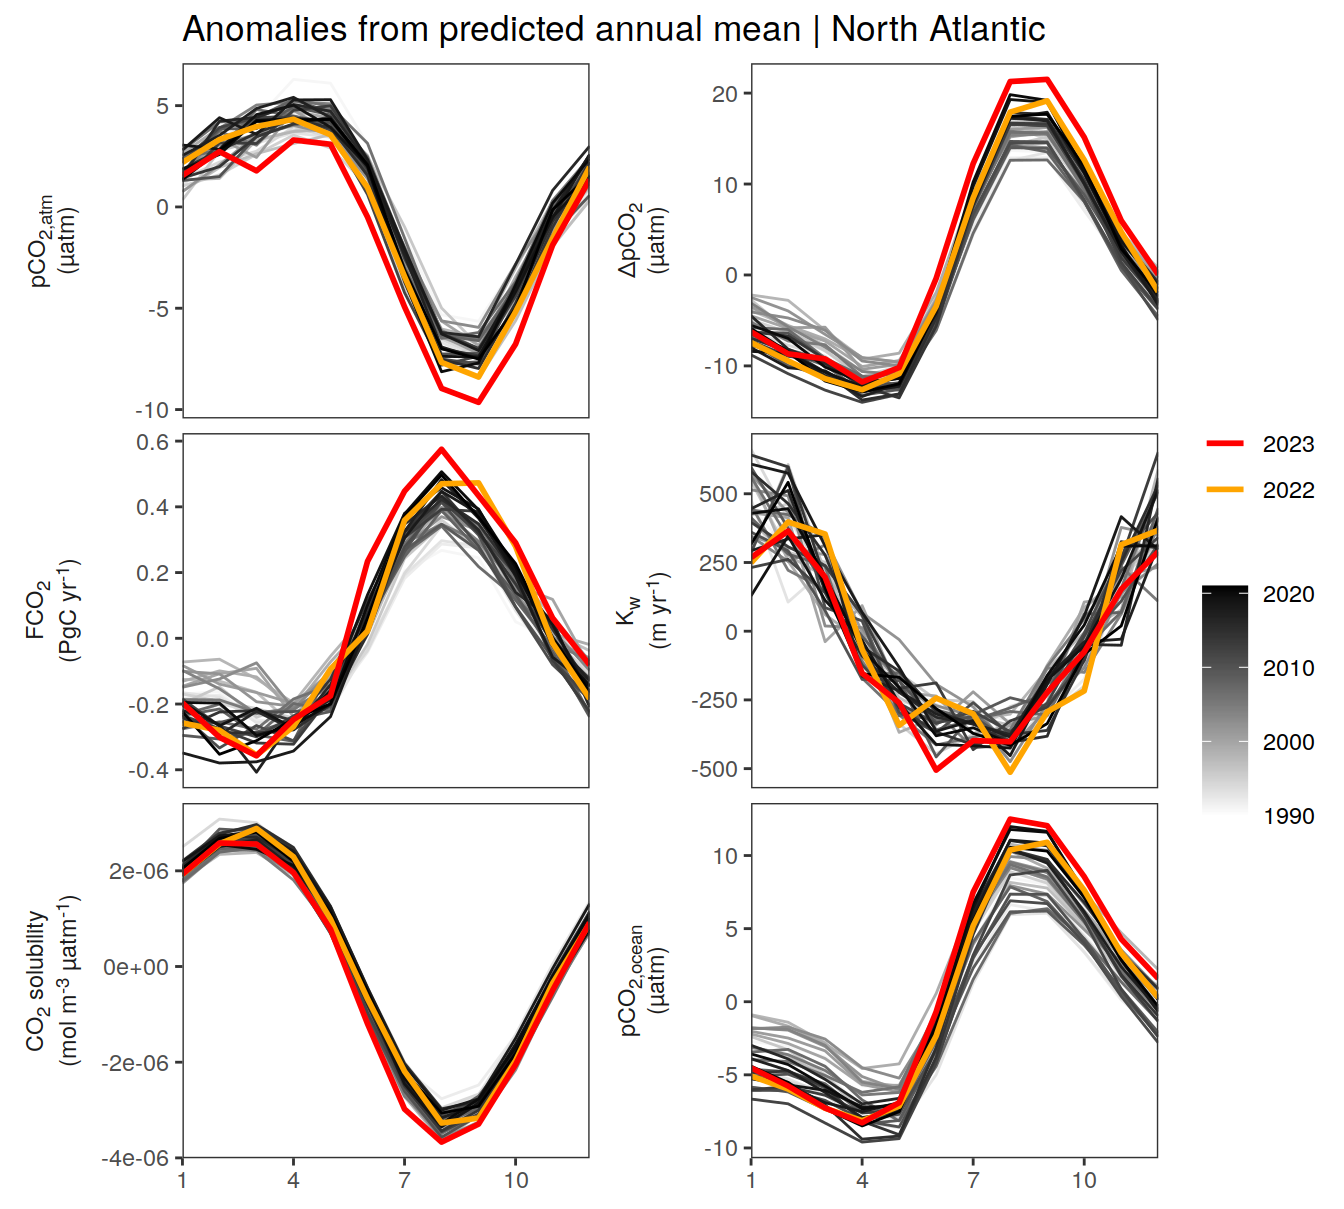 Anomalies from predicted annual mean | North Atlantic
pCO2,atm
(µatm)
5
0
-5
-10
ΔpCO2
(µatm)
20
10
0
-10
FCO2
(PgC yr-1)
0.6
0.4
0.2
0.0
-0.2
-0.4
Kw
(m yr-1)
500
250
0
-250
-500
CO2 solubility
(mol m-3 µatm-1)
2e-06
0e+00
-2e-06
-4e-06
1 4 7 10
pCO2,ocean
(µatm)
10
5
0
-5
-10
1 4 7 10
2023
2022
2020
2010
2000
1990